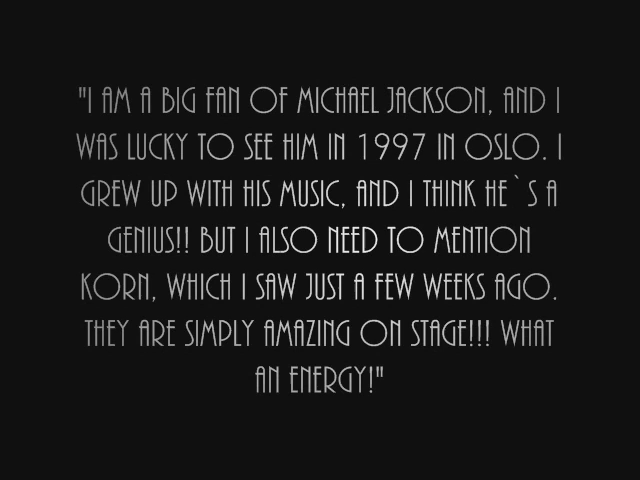 "I AM A BIG FAN OF MICHAEL JACKSON, AND I
WAS LUCKY TO SEE HIM IN 1997 IN OSLO. I
GREW UP WITH HIS MUSIC, AND I THINK HE`S A
GENIUS!! BUT I ALSO NEED TO MENTION
KORN, WHICH I SAW JUST A FEW WEEKS AGO.
THEY ARE SIMPLY AMAZING ON STAGE!!! WHAT
AN ENERGY!"